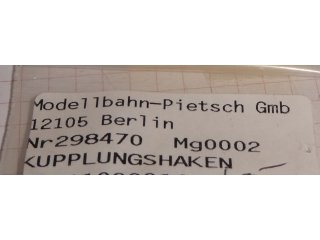 Modellbahn-Pietsch Gmb
12105 Berlin
Nr298470 Mg0002
KUPPLUNGSHAKEN